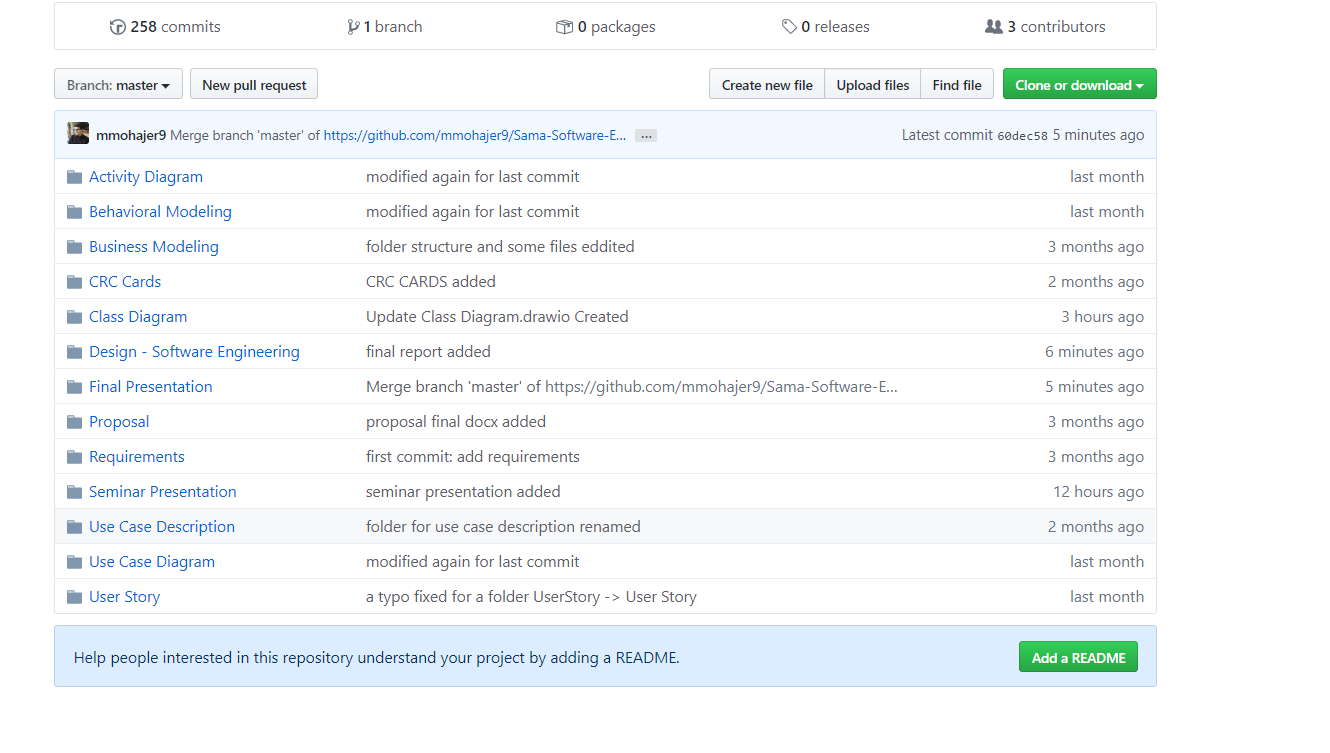 258 commits 1 branch 0 packages 0 releases 3 contributors
Branch: master New pull request Create new file Upload files Find file Clone or download
mmohajer9 Merge branch 'master' of https://github.com/mmohajer9/Sama-Software-E... ... Latest commit 60dec58 5 minutes ago
Activity Diagram modified again for last commit last month
Behavioral Modeling modified again for last commit last month
Business Modeling folder structure and some files eddited 3 months ago
CRC Cards CRC CARDS added 2 months ago
Class Diagram Update Class Diagram.drawio Created 3 hours ago
Design - Software Engineering final report added 6 minutes ago
Final Presentation Merge branch 'master' of https://github.com/mmohajer9/Sama-Software-E... 5 minutes ago
Proposal proposal final docx added 3 months ago
Requirements first commit: add requirements 3 months ago
Seminar Presentation seminar presentation added 12 hours ago
Use Case Description folder for use case description renamed 2 months ago
Use Case Diagram modified again for last commit last month
User Story a typo fixed for a folder UserStory -> User Story last month
Help people interested in this repository understand your project by adding a README. Add a README